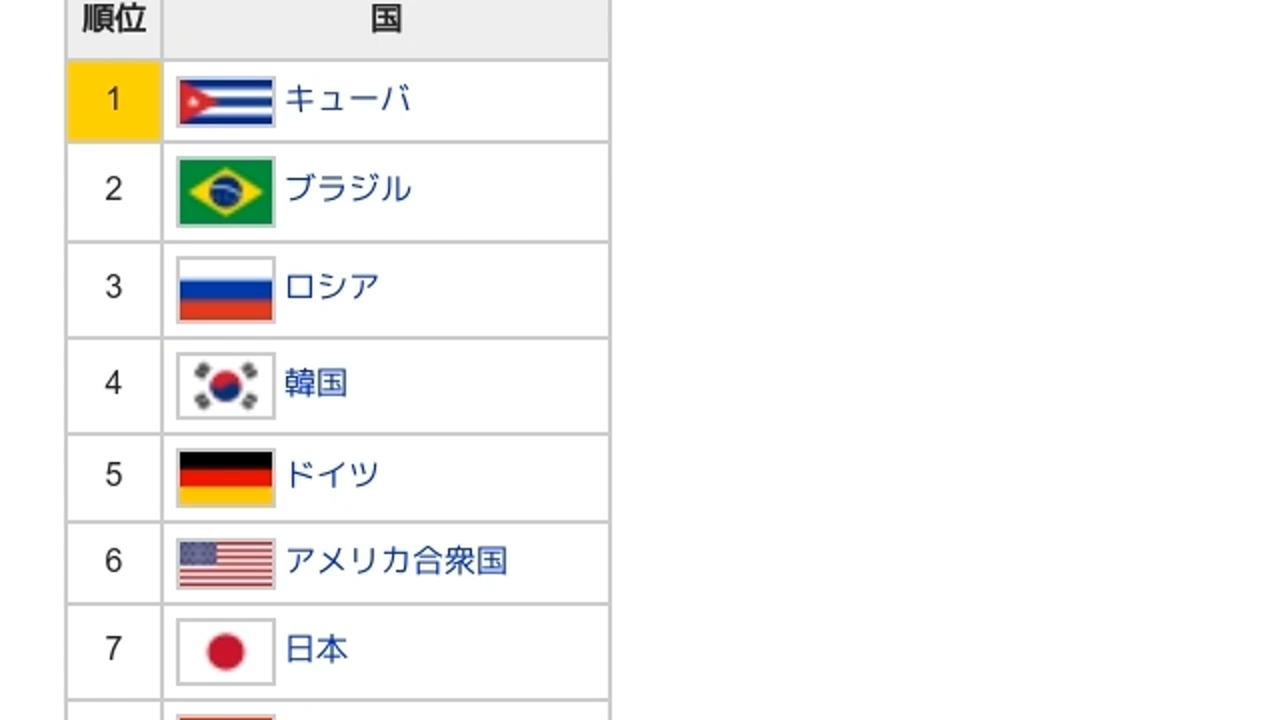 順位 国
1 キューバ
2 ブラジル
3 ロシア
4 韓国
5 ドイツ
6 アメリカ合衆国
7 日本